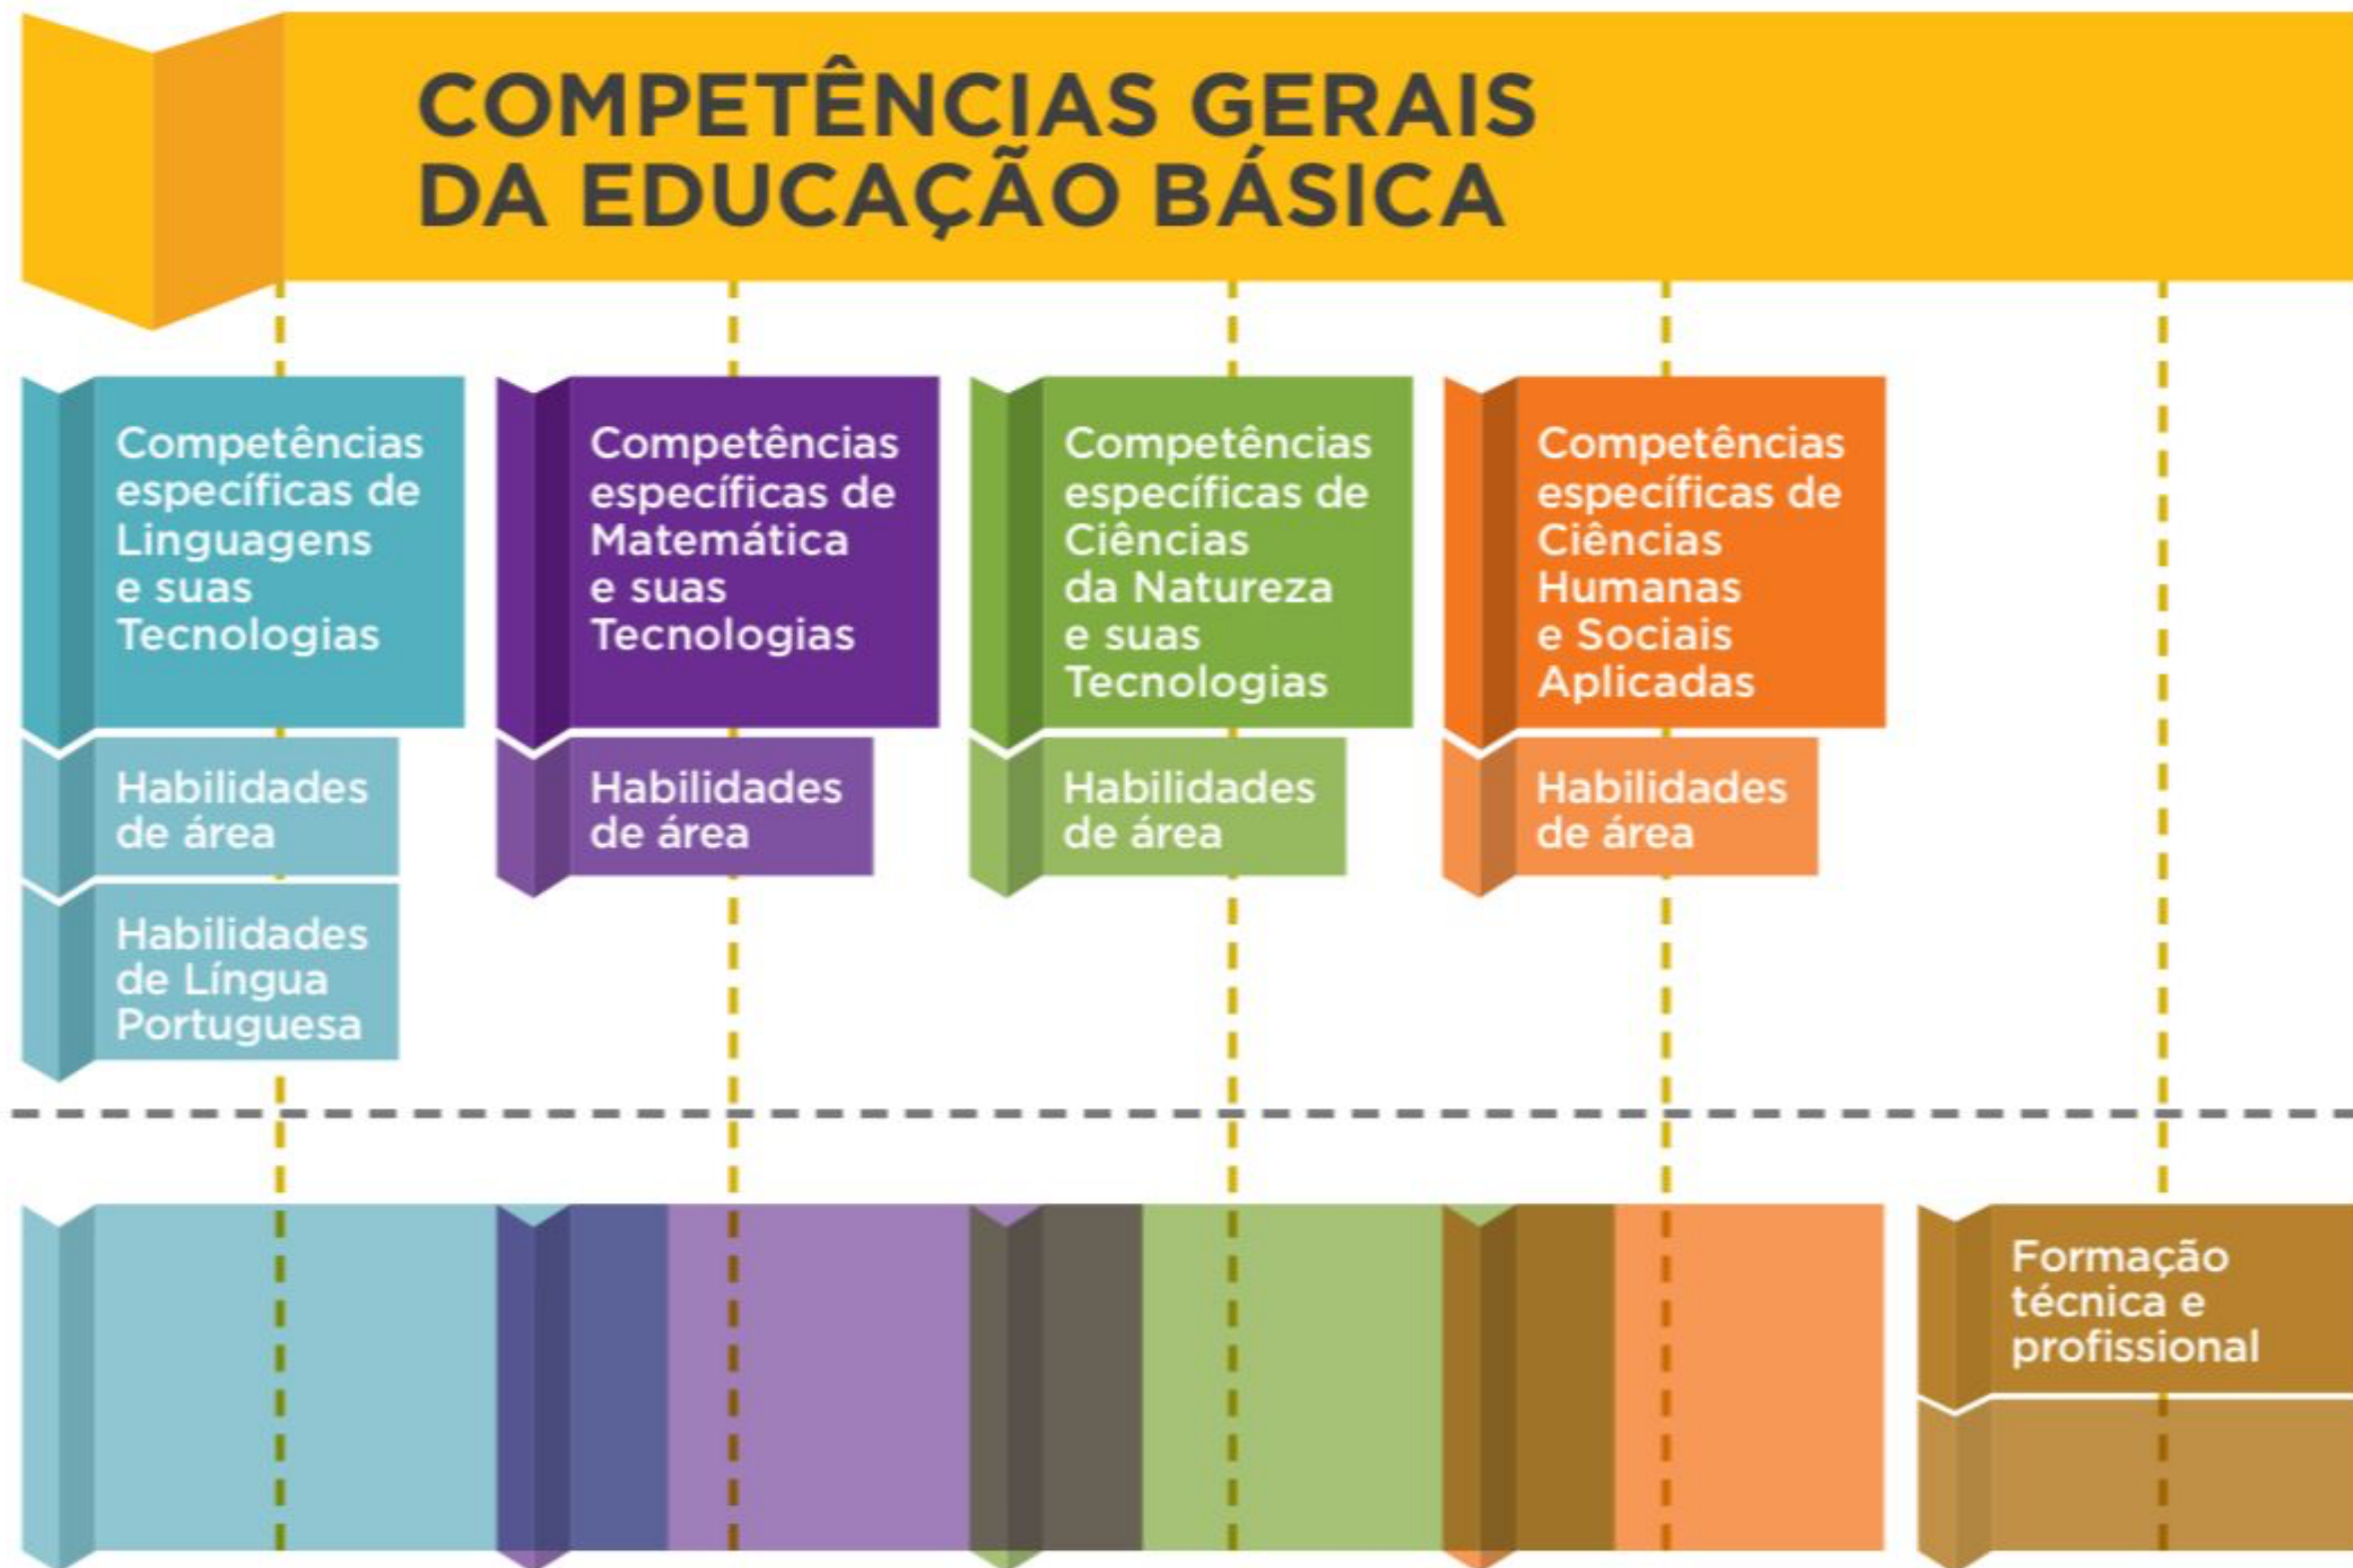 COMPETÊNCIAS GERAIS
DA EDUCAÇÃO BÁSICA
Competências
específicas de
Linguagens
e suas
Tecnologias
Habilidades
de área
Habilidades
de Língua
Portuguesa
Competências
específicas de
Matemática
e suas
Tecnologias
Habilidades
de área
Competências
específicas de
Ciências
da Natureza
e suas
Tecnologias
Habilidades
de área
Competências
específicas de
Ciências
Humanas
e Sociais
Aplicadas
Habilidades
de área
Formação
técnica e
profissional